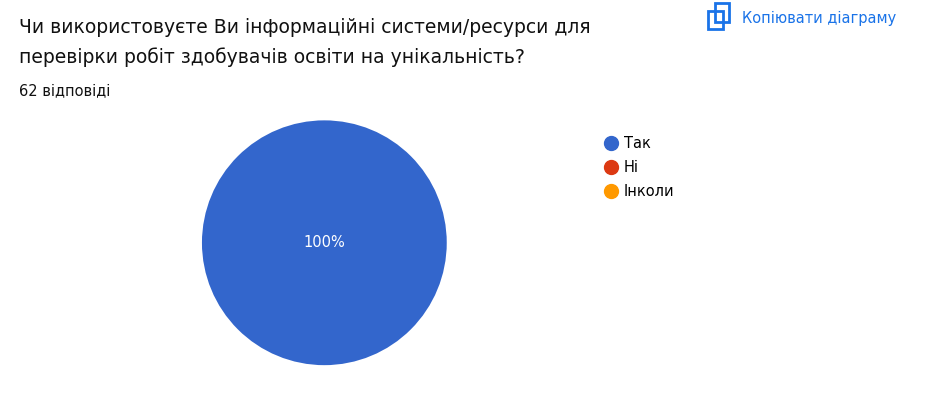 Чи використовуєте Ви інформаційні системи/ресурси для
перевірки робіт здобувачів освіти на унікальність?
Копіювати діаграму
62 відповіді
Так
Ні
Інколи
100%